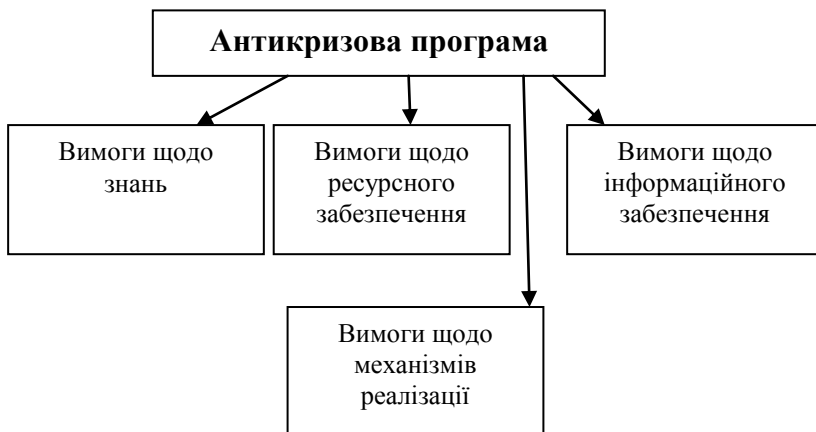 Антикризова програма
Вимоги щодо
знань
Вимоги щодо
ресурсного
забезпечення
Вимоги щодо
інформаційного
забезпечення
Вимоги щодо
механізмів
реалізації